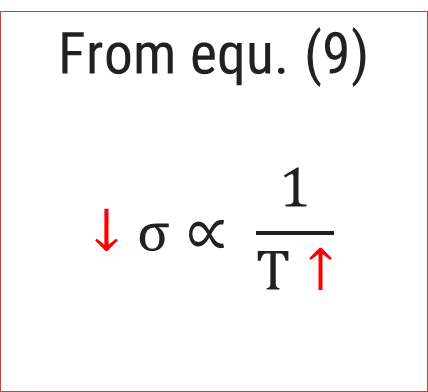 From equ. (9)
↓ σ ∝ 1
T ↑